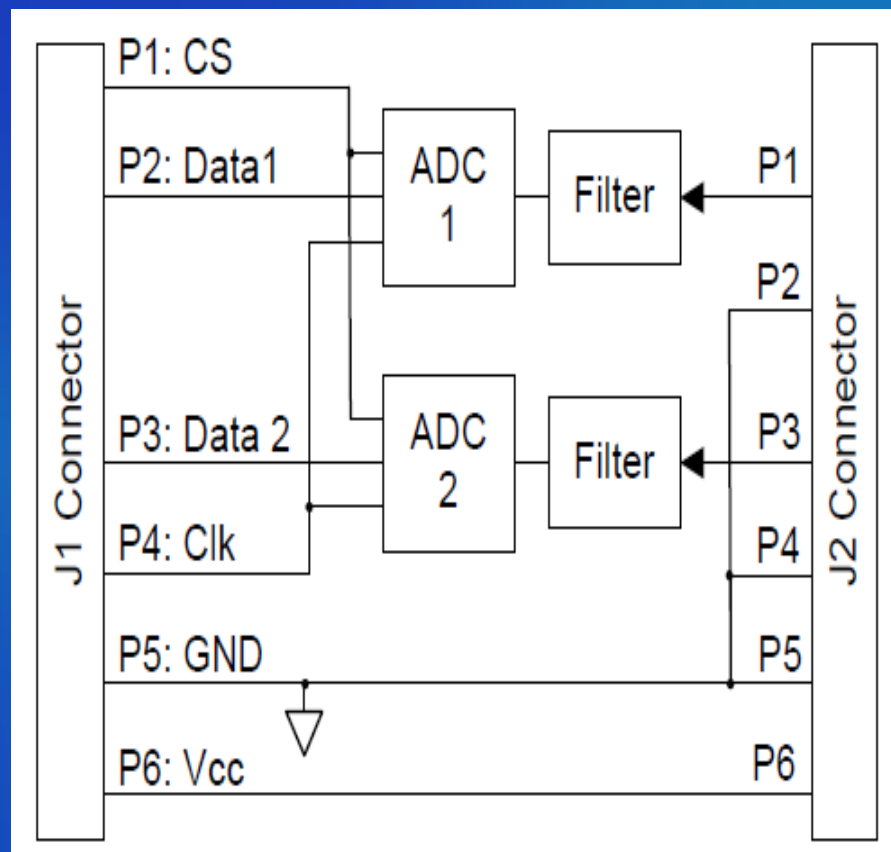 J1 Connector
P1: CS
P2: Data1
P3: Data 2
P4: Clk
P5: GND
P6: Vcc
ADC
1
Filter
ADC
2
Filter
P1
P2
P3
P4
P5
P6
J2 Connector